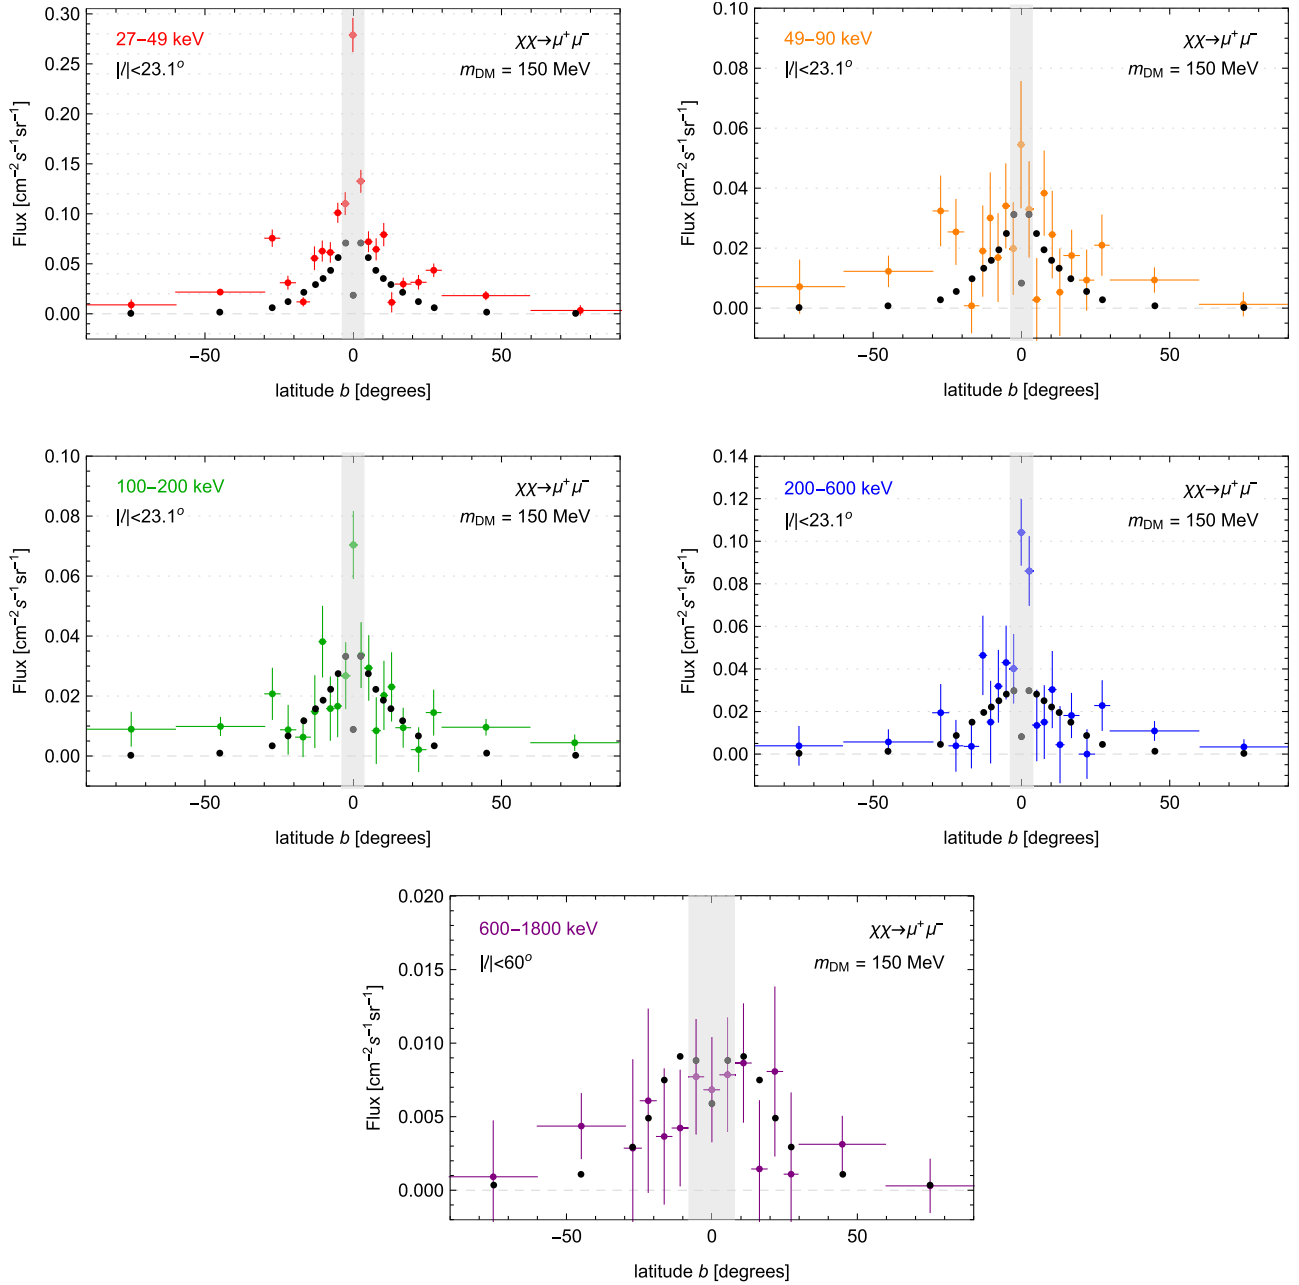 27–49 keV
χχ→μ⁺μ⁻
|l|<23.1°
m_DM = 150 MeV
0.30
0.25
0.20
0.15
0.10
0.05
0.00
Flux [cm⁻²s⁻¹sr⁻¹]
−50
0
50
latitude b [degrees]
49–90 keV
χχ→μ⁺μ⁻
|l|<23.1°
m_DM = 150 MeV
0.10
0.08
0.06
0.04
0.02
0.00
Flux [cm⁻²s⁻¹sr⁻¹]
−50
0
50
latitude b [degrees]
100–200 keV
χχ→μ⁺μ⁻
|l|<23.1°
m_DM = 150 MeV
0.10
0.08
0.06
0.04
0.02
0.00
Flux [cm⁻²s⁻¹sr⁻¹]
−50
0
50
latitude b [degrees]
200–600 keV
χχ→μ⁺μ⁻
|l|<23.1°
m_DM = 150 MeV
0.14
0.12
0.10
0.08
0.06
0.04
0.02
0.00
Flux [cm⁻²s⁻¹sr⁻¹]
−50
0
50
latitude b [degrees]
600–1800 keV
χχ→μ⁺μ⁻
|l|<60°
m_DM = 150 MeV
0.020
0.015
0.010
0.005
0.000
Flux [cm⁻²s⁻¹sr⁻¹]
−50
0
50
latitude b [degrees]